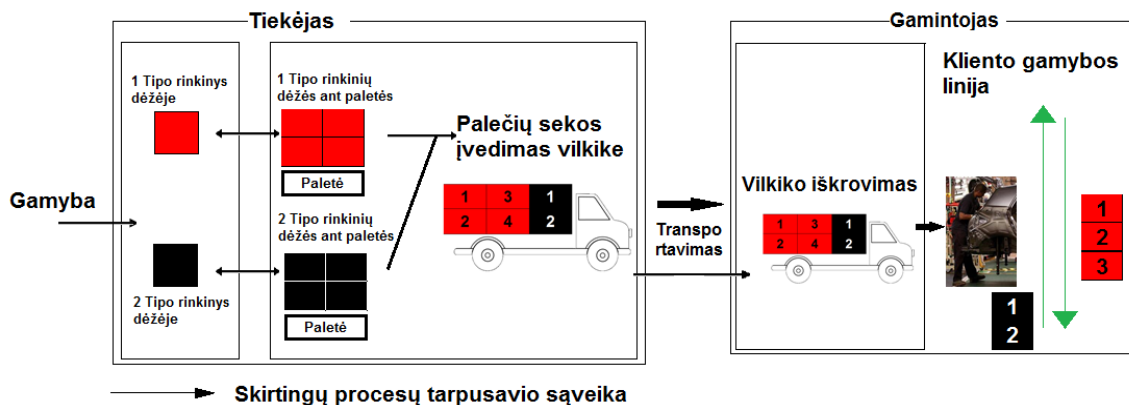 Tiekėjas
Gamintojas
1 Tipo rinkinys
dėžėje
1 Tipo rinkinių
dėžės ant paletės
Paletė
Gamyba
2 Tipo rinkinių
dėžės ant paletės
Paletė
2 Tipo rinkinys
dėžėje
Palečių sekos
įvedimas vilkike
1 3 1
2 4 2
Transpo
rtavimas
Vilkiko iškrovimas
1 3 1
2 4 2
Kliento gamybos
linija
1
2
3
1
2
Skirtingų procesų tarpusavio sąveika